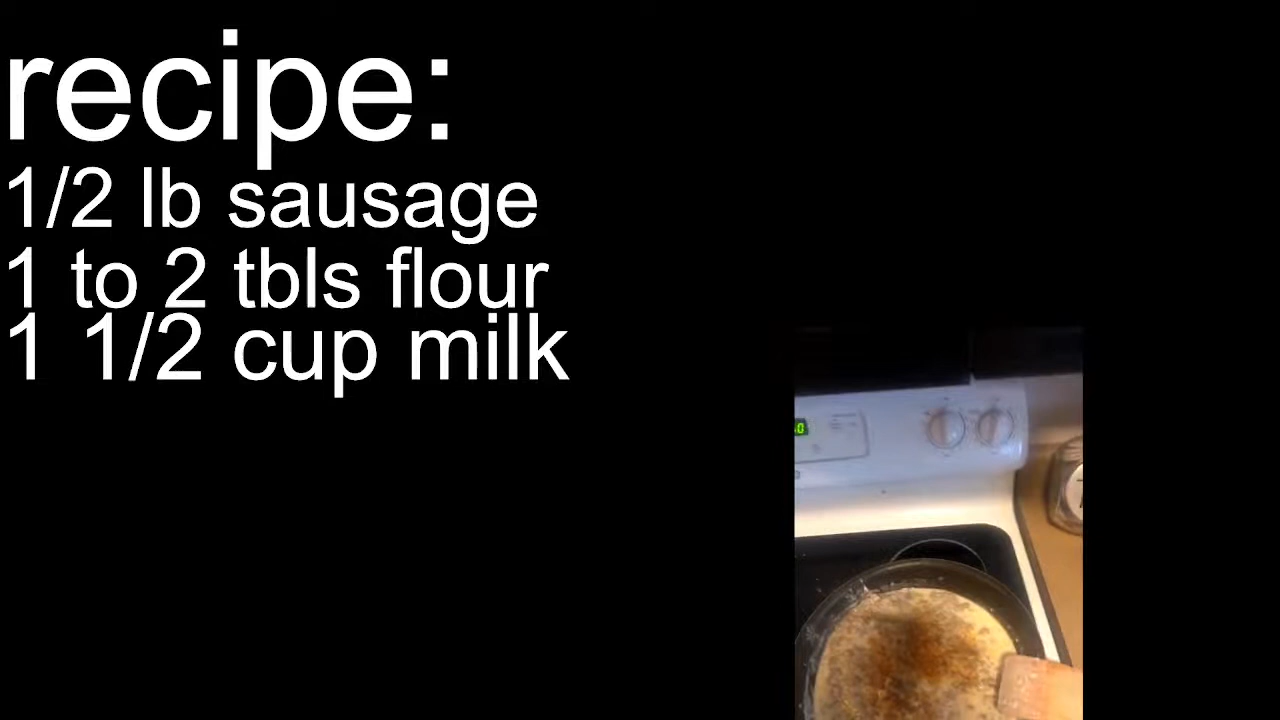 recipe:
1/2 lb sausage
1 to 2 tbls flour
1 1/2 cup milk